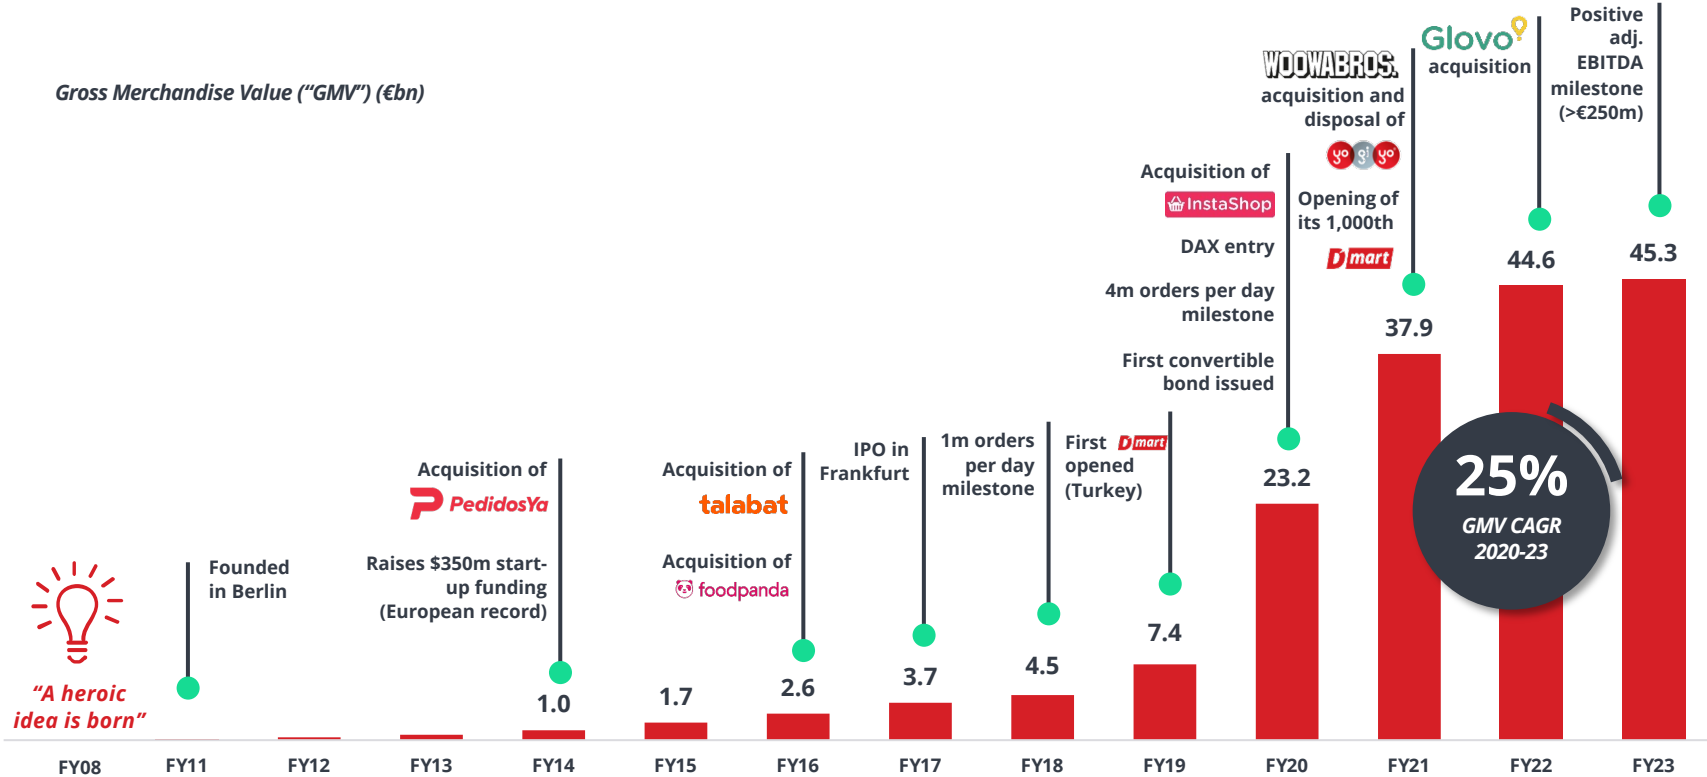 Gross Merchandise Value (“GMV”) (€bn)
“A heroic
idea is born”
Founded
in Berlin
Acquisition of
PedidosYa
Raises $350m start-
up funding
(European record)
Acquisition of
talabat
Acquisition of
foodpanda
IPO in
Frankfurt
1m orders
per day
milestone
First Dmart
opened
(Turkey)
Acquisition of
InstaShop
DAX entry
4m orders per day
milestone
First convertible
bond issued
WOOWABROS.
acquisition and
disposal of
yo gi yo
Opening of
its 1,000th
Dmart
Glovo
acquisition
Positive
adj.
EBITDA
milestone
(>€250m)
1.0
1.7
2.6
3.7
4.5
7.4
23.2
37.9
44.6
45.3
25%
GMV CAGR
2020-23
FY08
FY11
FY12
FY13
FY14
FY15
FY16
FY17
FY18
FY19
FY20
FY21
FY22
FY23